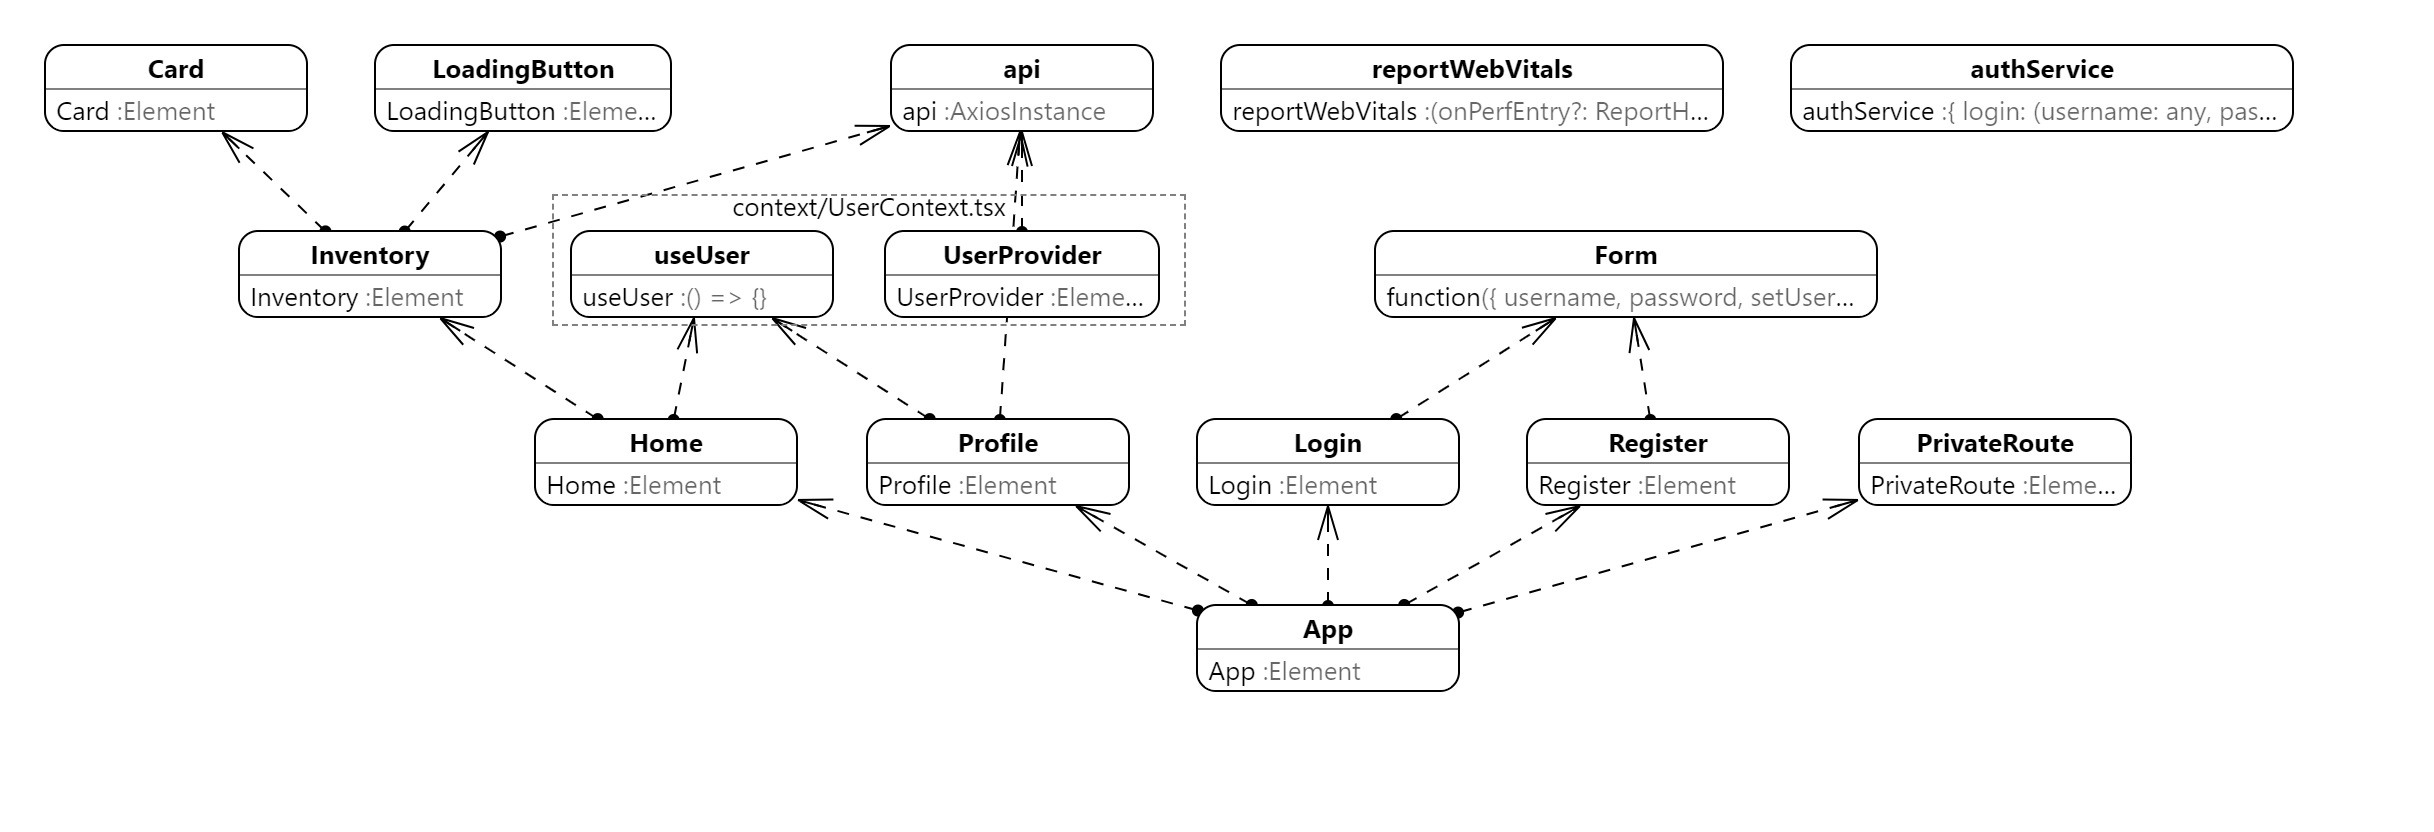 Card
Card :Element
LoadingButton
LoadingButton :Eleme...
api
api :AxiosInstance
reportWebVitals
reportWebVitals :(onPerfEntry?: ReportH...
authService
authService :{ login: (username: any, pas...
context/UserContext.tsx
Inventory
Inventory :Element
useUser
useUser :() => {}
UserProvider
UserProvider :Eleme...
Form
function({ username, password, setUser...
Home
Home :Element
Profile
Profile :Element
Login
Login :Element
Register
Register :Element
PrivateRoute
PrivateRoute :Eleme...
App
App :Element